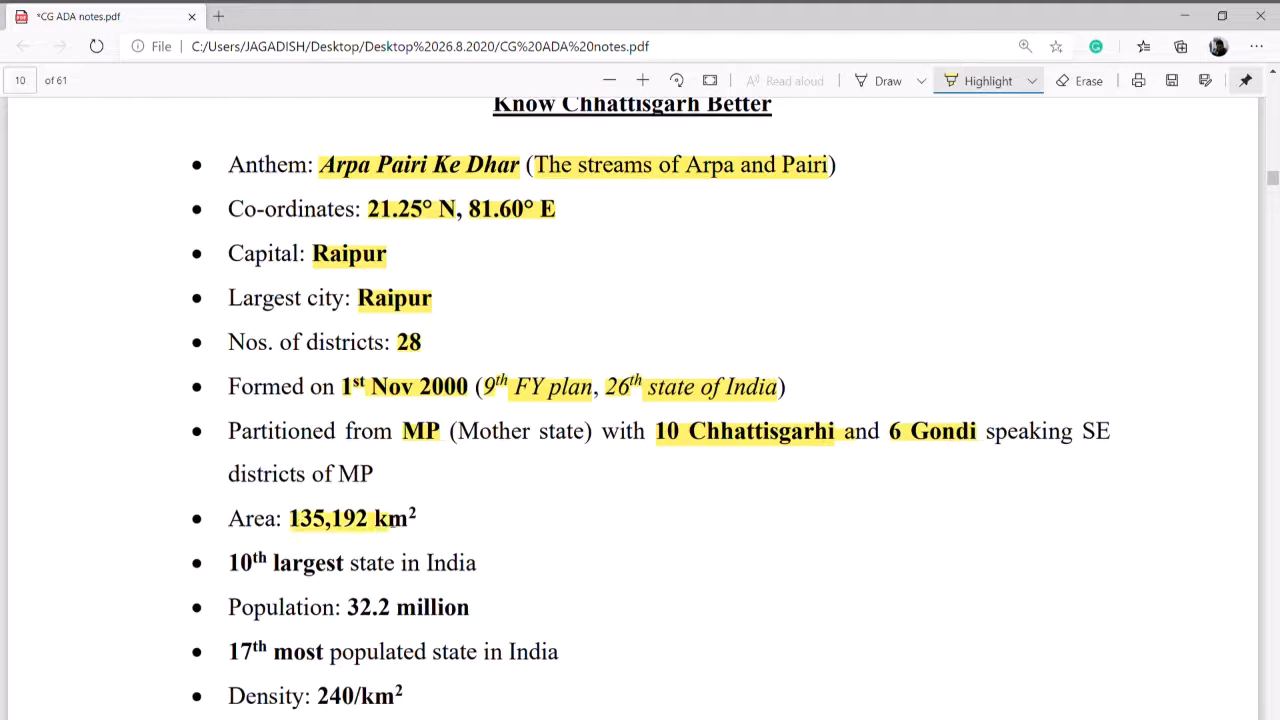 *CG ADA notes.pdf
File | C:/Users/JAGADISH/Desktop/Desktop%2026.8.2020/CG%20ADA%20notes.pdf
10 of 61 Read aloud Draw Highlight Erase
Know Chhattisgarh Better
• Anthem: Arpa Pairi Ke Dhar (The streams of Arpa and Pairi)
• Co-ordinates: 21.25° N, 81.60° E
• Capital: Raipur
• Largest city: Raipur
• Nos. of districts: 28
• Formed on 1st Nov 2000 (9th FY plan, 26th state of India)
• Partitioned from MP (Mother state) with 10 Chhattisgarhi and 6 Gondi speaking SE
districts of MP
• Area: 135,192 km²
• 10th largest state in India
• Population: 32.2 million
• 17th most populated state in India
• Density: 240/km²